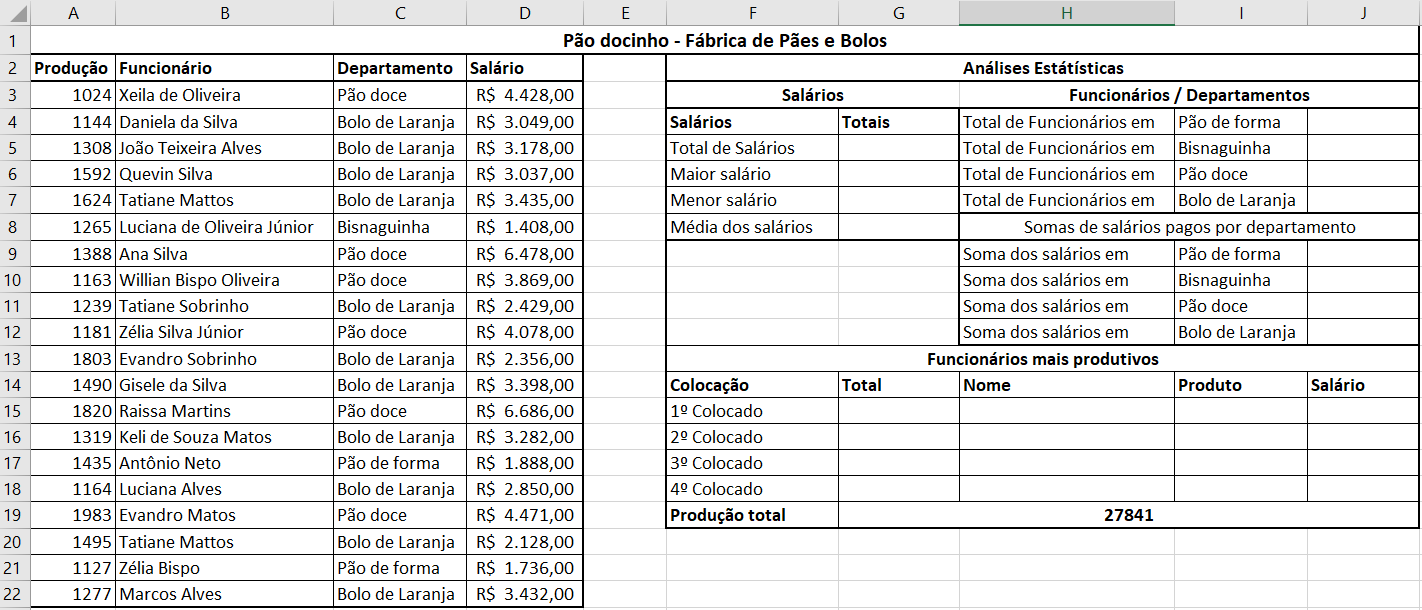 A B C D E F G H I J
1 Pão docinho - Fábrica de Pães e Bolos
2 Produção Funcionário Departamento Salário Análises Estátísticas
3 1024 Xeila de Oliveira Pão doce R$ 4.428,00 Salários Funcionários / Departamentos
4 1144 Daniela da Silva Bolo de Laranja R$ 3.049,00 Salários Totais Total de Funcionários em Pão de forma
5 1308 João Teixeira Alves Bolo de Laranja R$ 3.178,00 Total de Salários Total de Funcionários em Bisnaguinha
6 1592 Quevin Silva Bolo de Laranja R$ 3.037,00 Maior salário Total de Funcionários em Pão doce
7 1624 Tatiane Mattos Bolo de Laranja R$ 3.435,00 Menor salário Total de Funcionários em Bolo de Laranja
8 1265 Luciana de Oliveira Júnior Bisnaguinha R$ 1.408,00 Média dos salários Somas de salários pagos por departamento
9 1388 Ana Silva Pão doce R$ 6.478,00 Soma dos salários em Pão de forma
10 1163 Willian Bispo Oliveira Pão doce R$ 3.869,00 Soma dos salários em Bisnaguinha
11 1239 Tatiane Sobrinho Bolo de Laranja R$ 2.429,00 Soma dos salários em Pão doce
12 1181 Zélia Silva Júnior Pão doce R$ 4.078,00 Soma dos salários em Bolo de Laranja
13 1803 Evandro Sobrinho Bolo de Laranja R$ 2.356,00 Funcionários mais produtivos
14 1490 Gisele da Silva Bolo de Laranja R$ 3.398,00 Colocação Total Nome Produto Salário
15 1820 Raissa Martins Pão doce R$ 6.686,00 1º Colocado
16 1319 Keli de Souza Matos Bolo de Laranja R$ 3.282,00 2º Colocado
17 1435 Antônio Neto Pão de forma R$ 1.888,00 3º Colocado
18 1164 Luciana Alves Bolo de Laranja R$ 2.850,00 4º Colocado
19 1983 Evandro Matos Pão doce R$ 4.471,00 Produção total 27841
20 1495 Tatiane Mattos Bolo de Laranja R$ 2.128,00
21 1127 Zélia Bispo Pão de forma R$ 1.736,00
22 1277 Marcos Alves Bolo de Laranja R$ 3.432,00